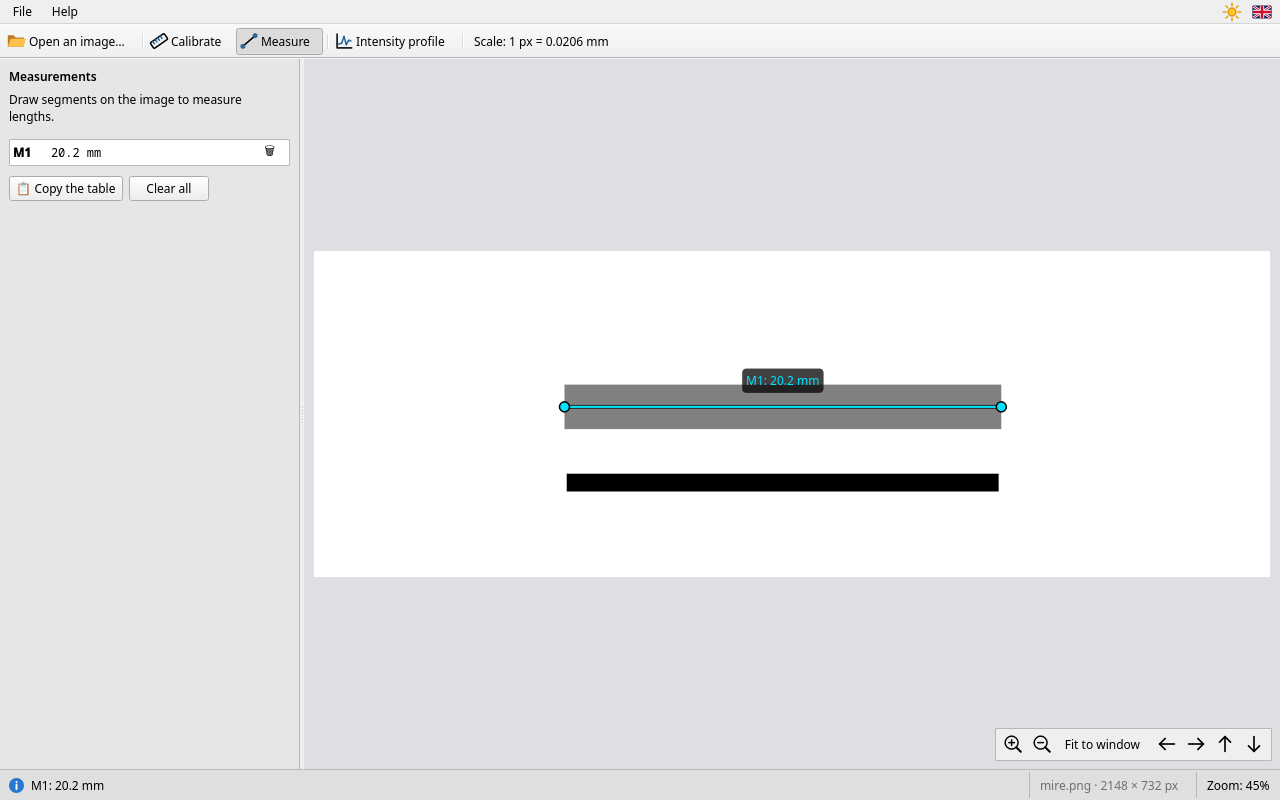 File Help
Open an image... Calibrate Measure Intensity profile Scale: 1 px = 0.0206 mm
Measurements
Draw segments on the image to measure
lengths.
M1 20.2 mm
Copy the table Clear all
M1: 20.2 mm
Fit to window
M1: 20.2 mm mire.png · 2148 × 732 px Zoom: 45%